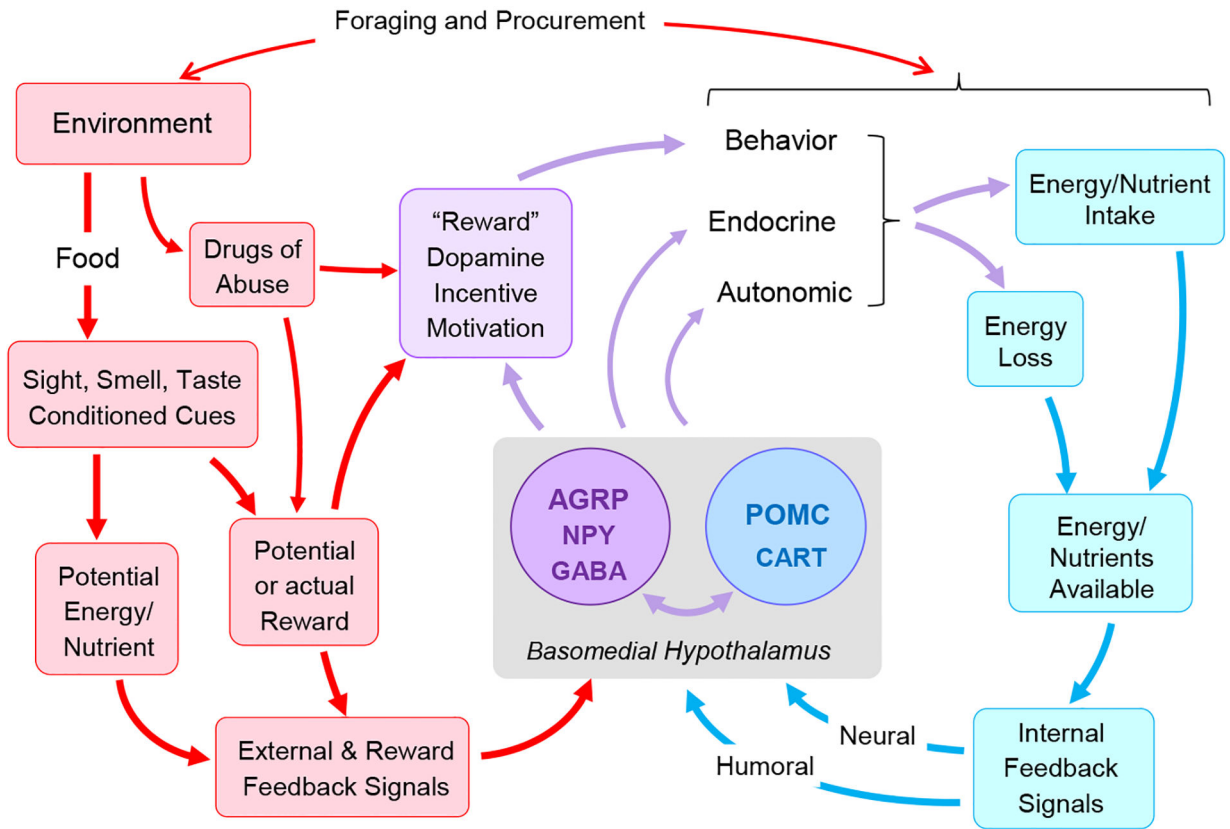 Foraging and Procurement
Environment
Food
Drugs of
Abuse
Sight, Smell, Taste
Conditioned Cues
Potential
Energy/
Nutrient
Potential
or actual
Reward
External & Reward
Feedback Signals
“Reward”
Dopamine
Incentive
Motivation
Behavior
Endocrine
Autonomic
AGRP
NPY
GABA
POMC
CART
Basomedial Hypothalamus
Energy/Nutrient
Intake
Energy
Loss
Energy/
Nutrients
Available
Internal
Feedback
Signals
Neural
Humoral